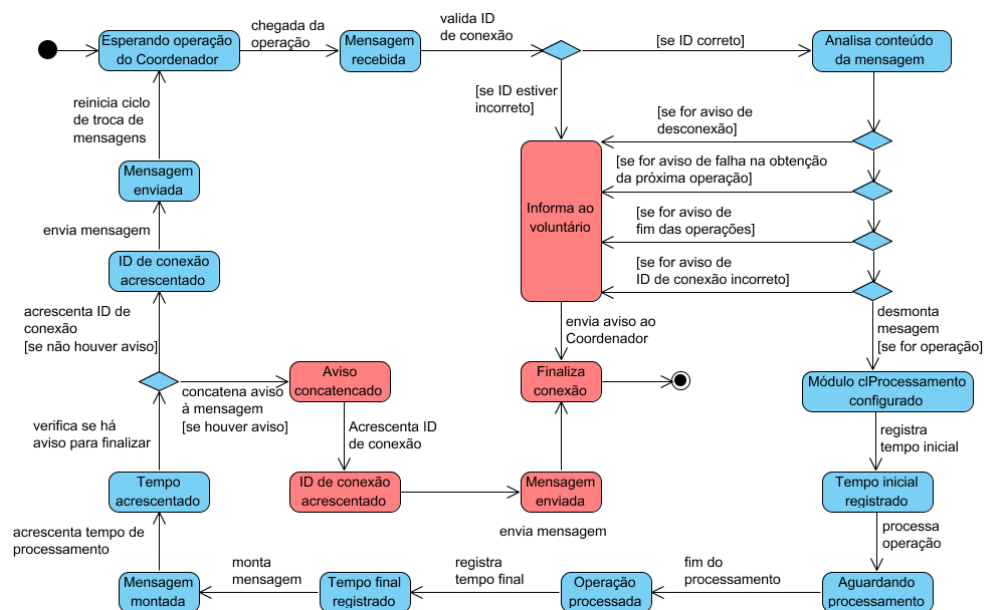 Esperando operação
do Coordenador
chegada da
operação
Mensagem
recebida
valida ID
de conexão
[se ID correto]
Analisa conteúdo
da mensagem
reinicia ciclo
de troca de
mensagens
[se ID estiver
incorreto]
[se for aviso de
desconexão]
[se for aviso de falha na obtenção
da próxima operação]
Mensagem
enviada
Informa ao
voluntário
[se for aviso de
fim das operações]
envia mensagem
[se for aviso de
ID de conexão incorreto]
ID de conexão
acrescentado
acrescenta ID de
conexão
[se não houver aviso]
envia aviso ao
Coordenador
desmonta
mesagem
[se for operação]
Aviso
concatencado
Finaliza
conexão
Módulo clProcessamento
configurado
concatena aviso
à mensagem
[se houver aviso]
verifica se há
aviso para finalizar
Acrescenta ID
de conexão
registra
tempo inicial
Tempo
acrescentado
ID de conexão
acrescentado
Mensagem
enviada
Tempo inicial
registrado
envia mensagem
acrescenta tempo de
processamento
processa
operação
monta
mensagem
registra
tempo final
fim do
processamento
Mensagem
montada
Tempo final
registrado
Operação
processada
Aguardando
processamento